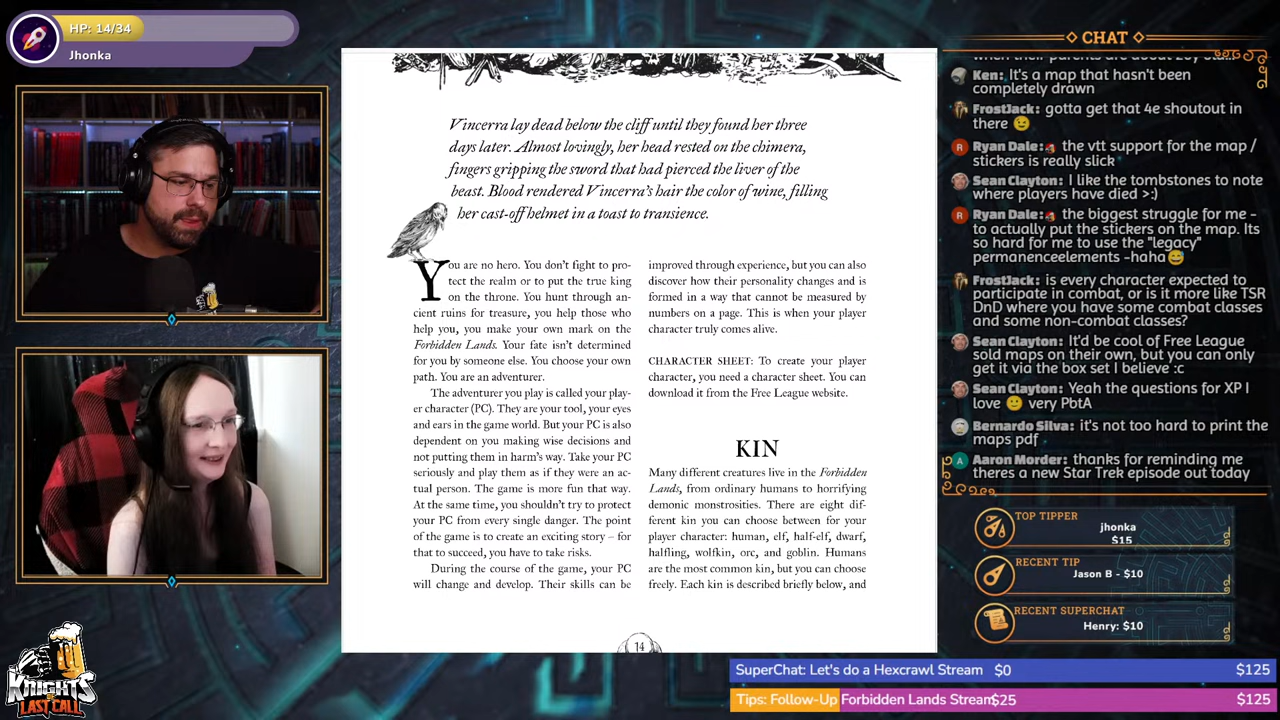 HP: 14/34
Jhonka
Vincerra lay dead below the cliff until they found her three
days later. Almost lovingly, her head rested on the chimera,
fingers gripping the sword that had pierced the liver of the
beast. Blood rendered Vincerra's hair the color of wine, filling
her cast-off helmet in a toast to transience.
You are no hero. You don't fight to pro-
tect the realm or to put the true king
on the throne. You hunt through an-
cient ruins for treasure, you help those who
help you, you make your own mark on the
Forbidden Lands. Your fate isn't determined
for you by someone else. You choose your own
path. You are an adventurer.
The adventurer you play is called your play-
er character (PC). They are your tool, your eyes
and ears in the game world. But your PC is also
dependent on you making wise decisions and
not putting them in harm's way. Take your PC
seriously and play them as if they were an ac-
tual person. The game is more fun that way.
At the same time, you shouldn't try to protect
your PC from every single danger. The point
of the game is to create an exciting story – for
that to succeed, you have to take risks.
During the course of the game, your PC
will change and develop. Their skills can be
improved through experience, but you can also
discover how their personality changes and is
formed in a way that cannot be measured by
numbers on a page. This is when your player
character truly comes alive.
CHARACTER SHEET: To create your player
character, you need a character sheet. You can
download it from the Free League website.
KIN
Many different creatures live in the Forbidden
Lands, from ordinary humans to horrifying
demonic monstrosities. There are eight dif-
ferent kin you can choose between for your
player character: human, elf, half-elf, dwarf,
halfling, wolfkin, orc, and goblin. Humans
are the most common kin, but you can choose
freely. Each kin is described briefly below, and
14
CHAT
Ken: It's a map that hasn't been
completely drawn
FrostJack: gotta get that 4e shoutout in
there 😉
Ryan Dale: the vtt support for the map /
stickers is really slick
Sean Clayton: I like the tombstones to note
where players have died >:)
Ryan Dale: the biggest struggle for me -
to actually put the stickers on the map. Its
so hard for me to use the "legacy"
permanenceelements -haha😅
FrostJack: is every character expected to
participate in combat, or is it more like TSR
DnD where you have some combat classes
and some non-combat classes?
Sean Clayton: It'd be cool of Free League
sold maps on their own, but you can only
get it via the box set I believe :c
Sean Clayton: Yeah the questions for XP I
love 🙂 very PbtA
Bernardo Silva: it's not too hard to print the
maps pdf
Aaron Morder: thanks for reminding me
theres a new Star Trek episode out today
TOP TIPPER
jhonka
$15
RECENT TIP
Jason B - $10
RECENT SUPERCHAT
Henry: $10
SuperChat: Let's do a Hexcrawl Stream $0 $125
Tips: Follow-Up Forbidden Lands Stream $25 $125
KNIGHTS
OF
LAST CALL